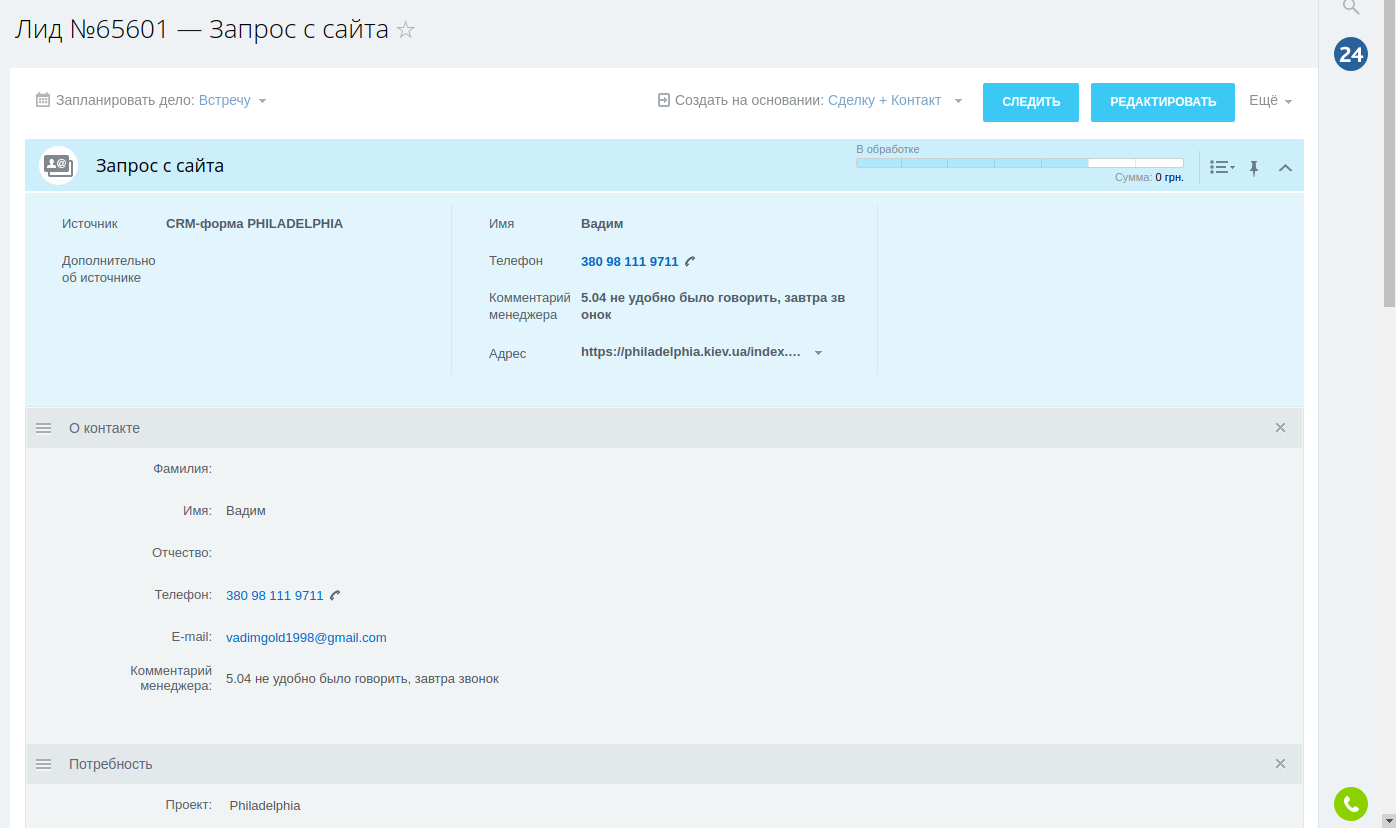 Лид №65601 — Запрос с сайта
24
Запланировать дело: Встречу
Создать на основании: Сделку + Контакт
СЛЕДИТЬ
РЕДАКТИРОВАТЬ
Ещё
Запрос с сайта
В обработке
Сумма: 0 грн.
Источник CRM-форма PHILADELPHIA
Дополнительно
об источнике
Имя Вадим
Телефон 380 98 111 9711
Комментарий 5.04 не удобно было говорить, завтра зв
менеджера онок
Адрес https://philadelphia.kiev.ua/index....
О контакте
Фамилия:
Имя: Вадим
Отчество:
Телефон: 380 98 111 9711
E-mail: vadimgold1998@gmail.com
Комментарий
менеджера: 5.04 не удобно было говорить, завтра звонок
Потребность
Проект: Philadelphia